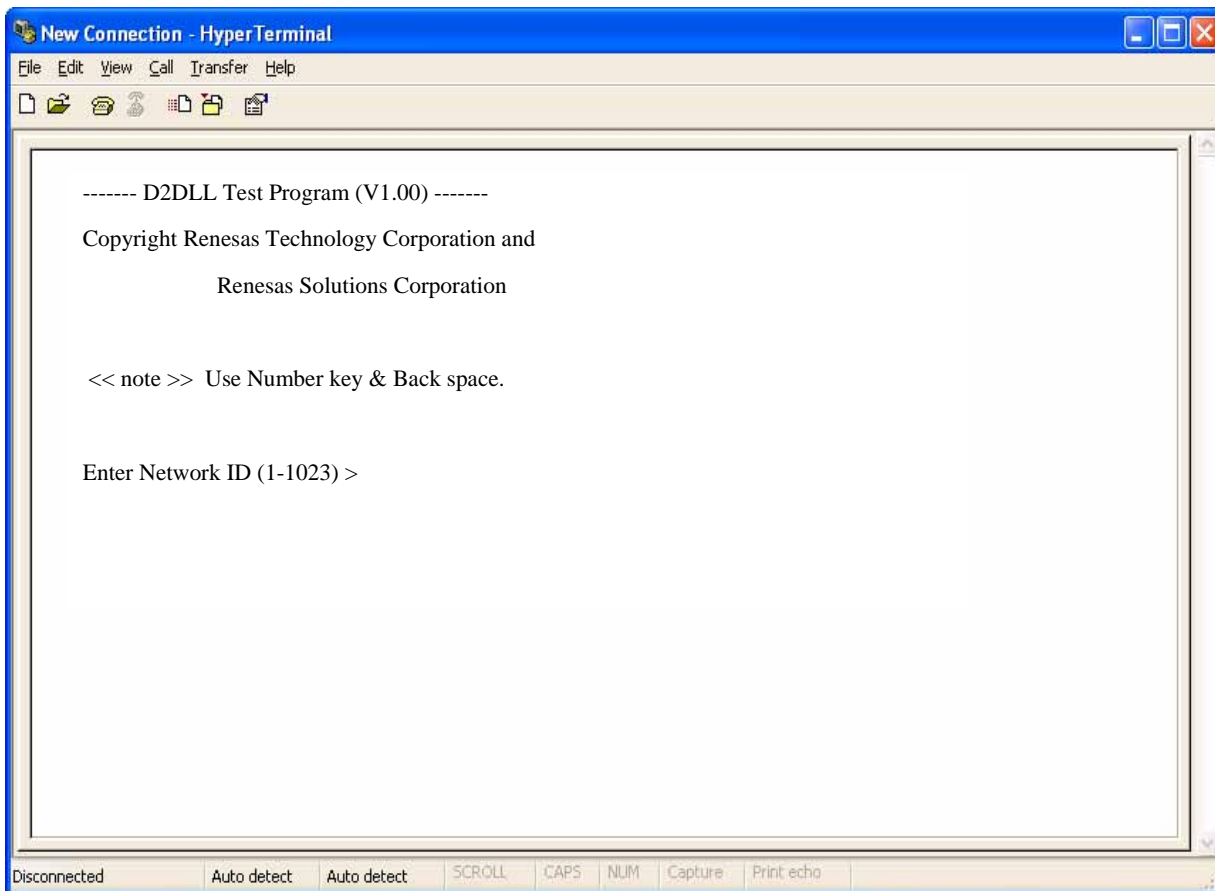 New Connection - HyperTerminal
File Edit View Call Transfer Help
------- D2DLL Test Program (V1.00) -------
Copyright Renesas Technology Corporation and
Renesas Solutions Corporation
<< note >> Use Number key & Back space.
Enter Network ID (1-1023) >
Disconnected Auto detect Auto detect SCROLL CAPS NUM Capture Print echo